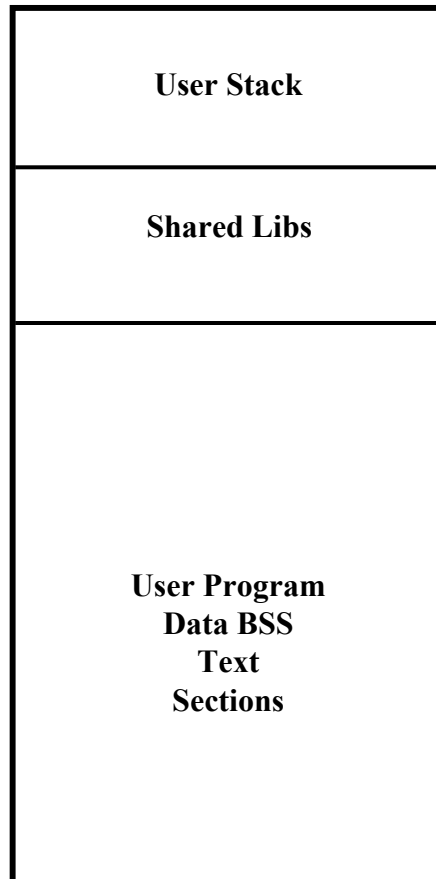 User Stack
Shared Libs
User Program
Data BSS
Text
Sections